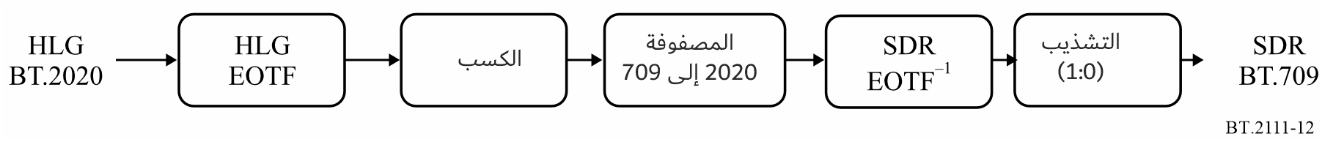 HLG
BT.2020
HLG
EOTF
الكسب
المصفوفة
2020 إلى 709
SDR
EOTF⁻¹
التشذيب
(1:0)
SDR
BT.709
BT.2111-12